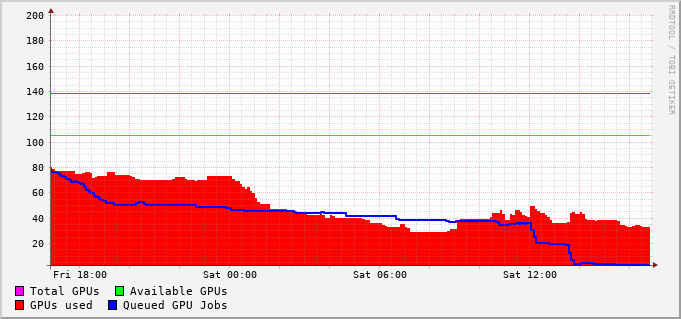 200
180
160
140
120
100
80
60
40
20
Fri 18:00 Sat 00:00 Sat 06:00 Sat 12:00
Total GPUs Available GPUs
GPUs used Queued GPU Jobs
RRDTOOL / TOBI OETIKER